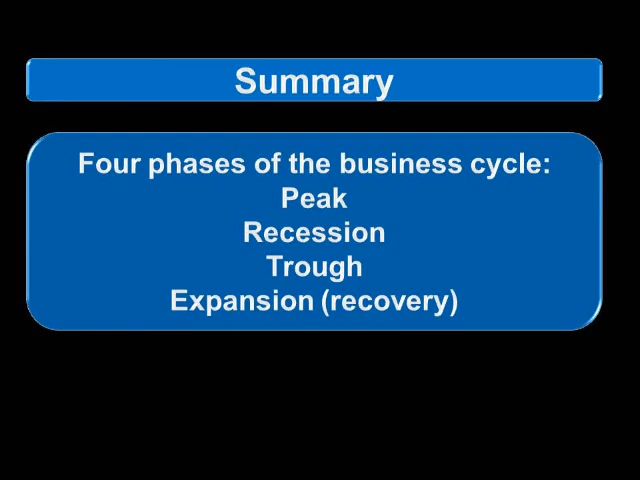 Summary
Four phases of the business cycle:
Peak
Recession
Trough
Expansion (recovery)